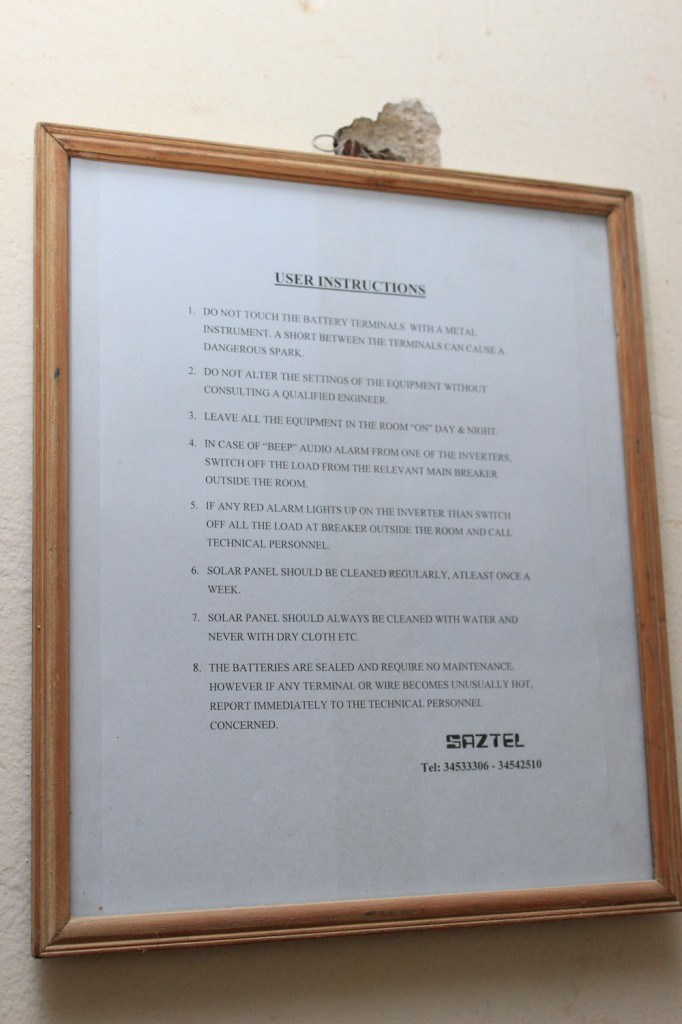 USER INSTRUCTIONS
1. DO NOT TOUCH THE BATTERY TERMINALS WITH A METAL
INSTRUMENT. A SHORT BETWEEN THE TERMINALS CAN CAUSE A
DANGEROUS SPARK.
2. DO NOT ALTER THE SETTINGS OF THE EQUIPMENT WITHOUT
CONSULTING A QUALIFIED ENGINEER.
3. LEAVE ALL THE EQUIPMENT IN THE ROOM “ON” DAY & NIGHT.
4. IN CASE OF “BEEP” AUDIO ALARM FROM ONE OF THE INVERTERS,
SWITCH OFF THE LOAD FROM THE RELEVANT MAIN BREAKER
OUTSIDE THE ROOM.
5. IF ANY RED ALARM LIGHTS UP ON THE INVERTER THAN SWITCH
OFF ALL THE LOAD AT BREAKER OUTSIDE THE ROOM AND CALL
TECHNICAL PERSONNEL.
6. SOLAR PANEL SHOULD BE CLEANED REGULARLY, ATLEAST ONCE A
WEEK.
7. SOLAR PANEL SHOULD ALWAYS BE CLEANED WITH WATER AND
NEVER WITH DRY CLOTH ETC.
8. THE BATTERIES ARE SEALED AND REQUIRE NO MAINTENANCE.
HOWEVER IF ANY TERMINAL OR WIRE BECOMES UNUSUALLY HOT,
REPORT IMMEDIATELY TO THE TECHNICAL PERSONNEL
CONCERNED.
SAZTEL
Tel: 34533306 - 34542510